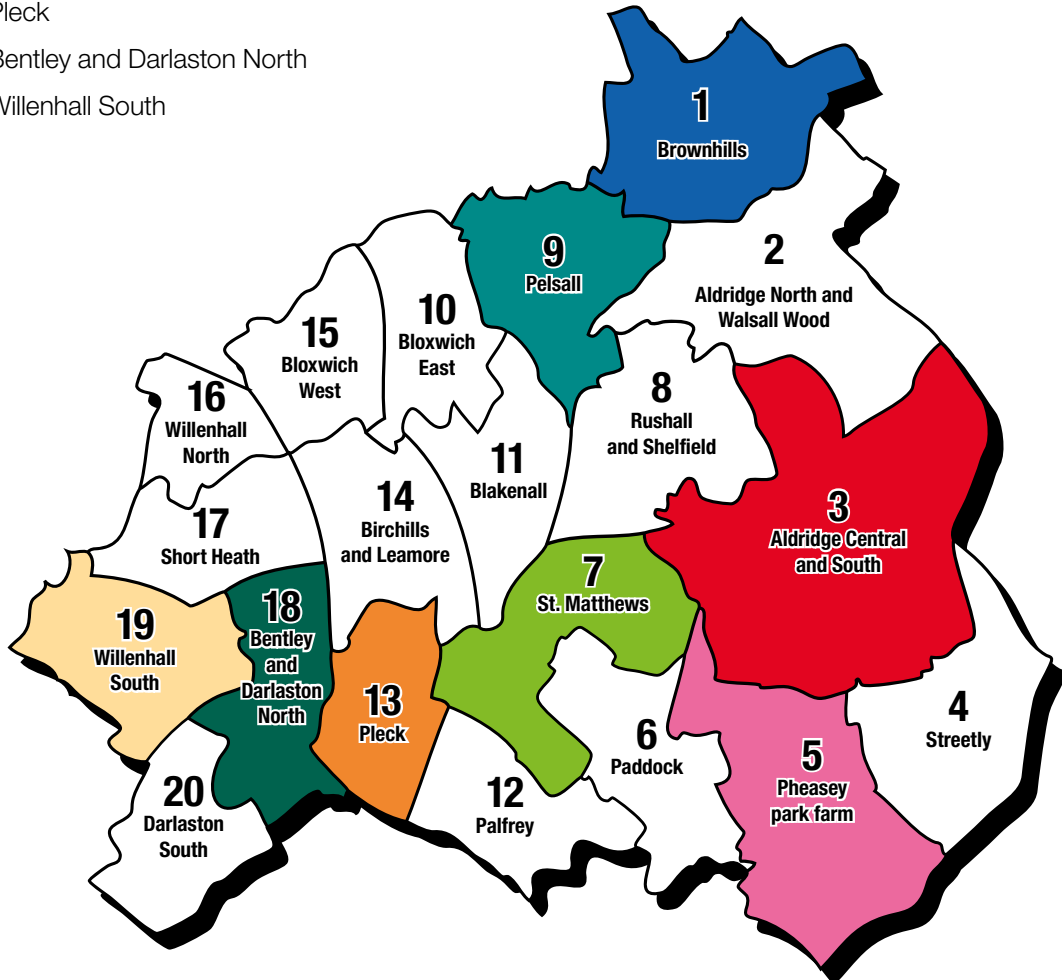 Pleck
Bentley and Darlaston North
Willenhall South
1
Brownhills
2
Aldridge North and
Walsall Wood
9
Pelsall
10
Bloxwich
East
15
Bloxwich
West
16
Willenhall
North
8
Rushall
and Shelfield
11
Blakenall
14
Birchills
and Leamore
3
Aldridge Central
and South
17
Short Heath
7
St. Matthews
18
Bentley
and
Darlaston
North
19
Willenhall
South
13
Pleck
6
Paddock
4
Streetly
5
Pheasey
park farm
12
Palfrey
20
Darlaston
South